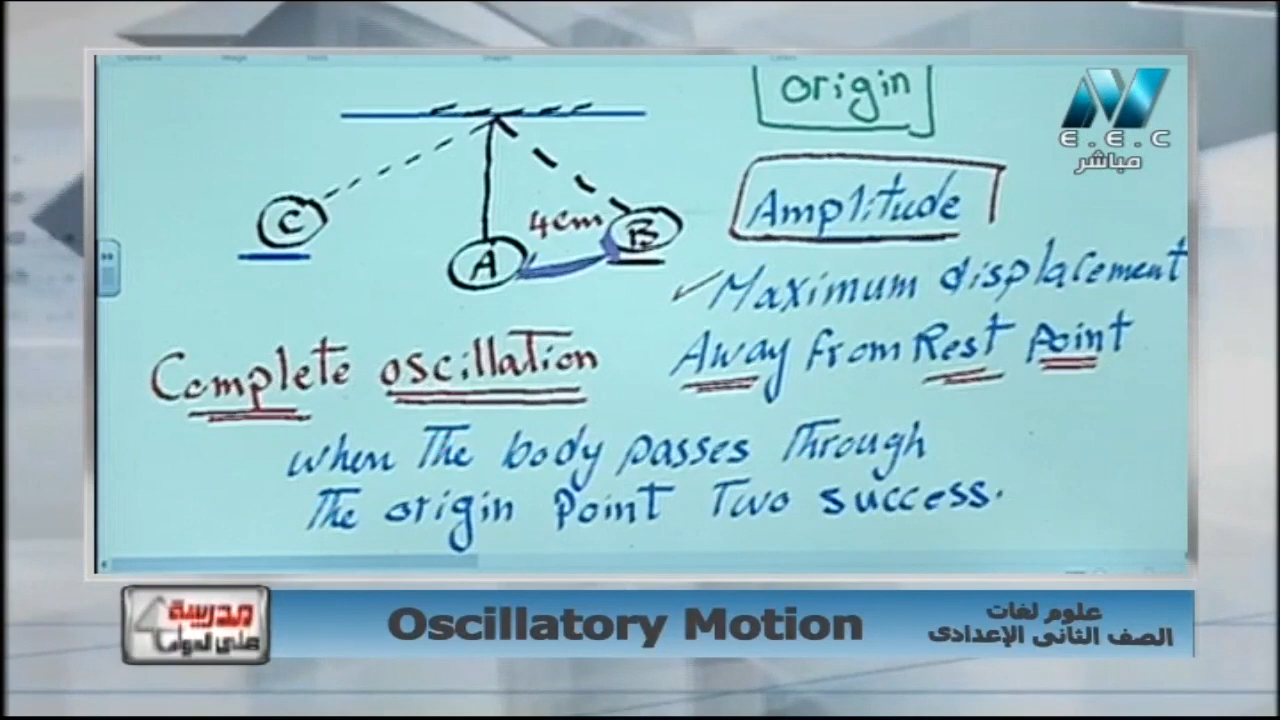 origin
E.E.C
مباشر
Amplitude
C
4cm
B
A
Maximum displacement
Away from Rest Point
Complete oscillation
when The body passes Through
The origin Point Two success.
مدرسة
على الهواء
Oscillatory Motion
علوم لغات
الصف الثانى الإعدادى